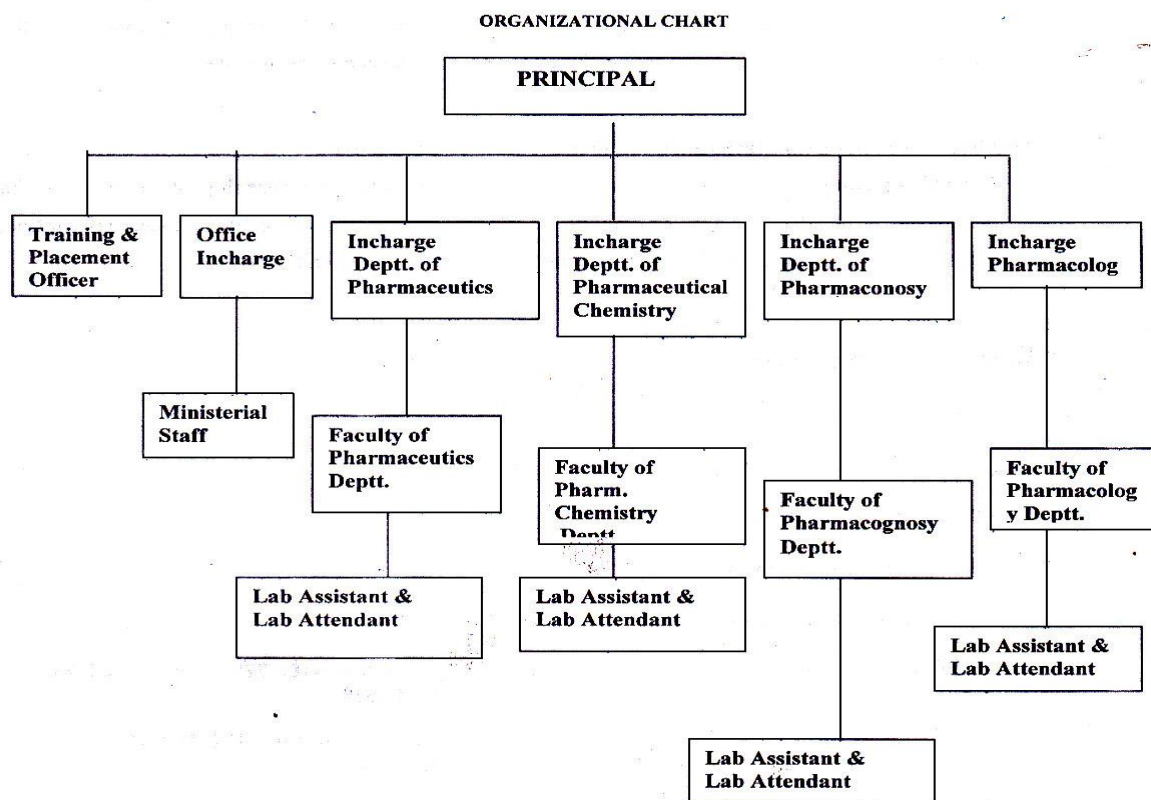 ORGANIZATIONAL CHART
PRINCIPAL
Training &
Placement
Officer
Office
Incharge
Incharge
Deptt. of
Pharmaceutics
Incharge
Deptt. of
Pharmaceutical
Chemistry
Incharge
Deptt. of
Pharmaconosy
Incharge
Pharmacolog
Ministerial
Staff
Faculty of
Pharmaceutics
Deptt.
Faculty of
Pharm.
Chemistry
Deptt
Faculty of
Pharmacognosy
Deptt.
Faculty of
Pharmacolog
y Deptt.
Lab Assistant &
Lab Attendant
Lab Assistant &
Lab Attendant
Lab Assistant &
Lab Attendant
Lab Assistant &
Lab Attendant